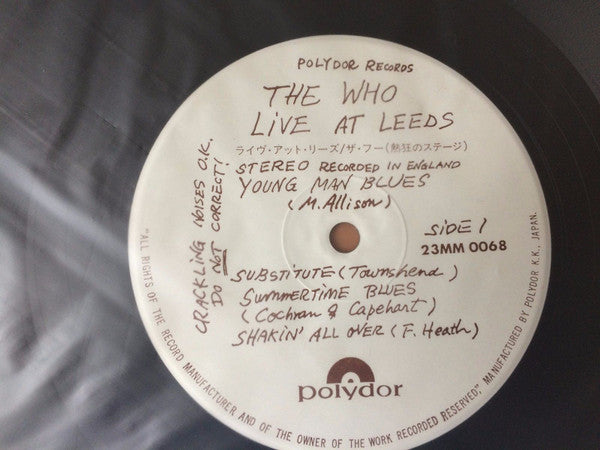 POLYDOR RECORDS
THE WHO
LiVE AT LEEDS
ライヴ・アット・リーズ/ザ・フー(熱狂のステージ)
STEREO RECORDED IN ENGLAND
YOUNG MAN BLUES
(M. Allison)
CRACKLING NOISES O.K.
DO NOT CORRECT!
SiDE 1
23MM 0068
SUBSTITUTE (Townshend)
SUMMERTIME BLUES
(Cochran & Capehart)
SHAKIN' ALL OVER (F. Heath)
polydor
"ALL RIGHTS OF THE RECORD MANUFACTURER AND OF THE OWNER OF THE WORK RECORDED RESERVED," MANUFACTURED BY POLYDOR K.K., JAPAN.